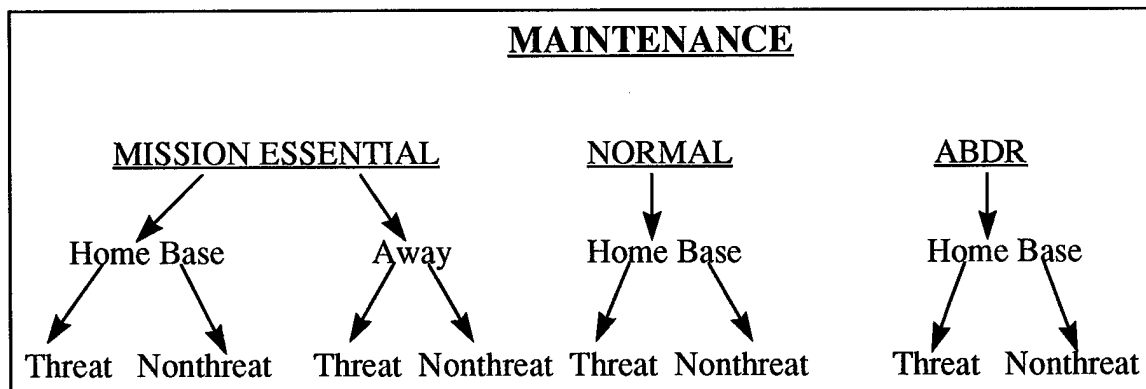 MAINTENANCE
MISSION ESSENTIAL NORMAL ABDR
Home Base Away Home Base Home Base
Threat Nonthreat Threat Nonthreat Threat Nonthreat Threat Nonthreat